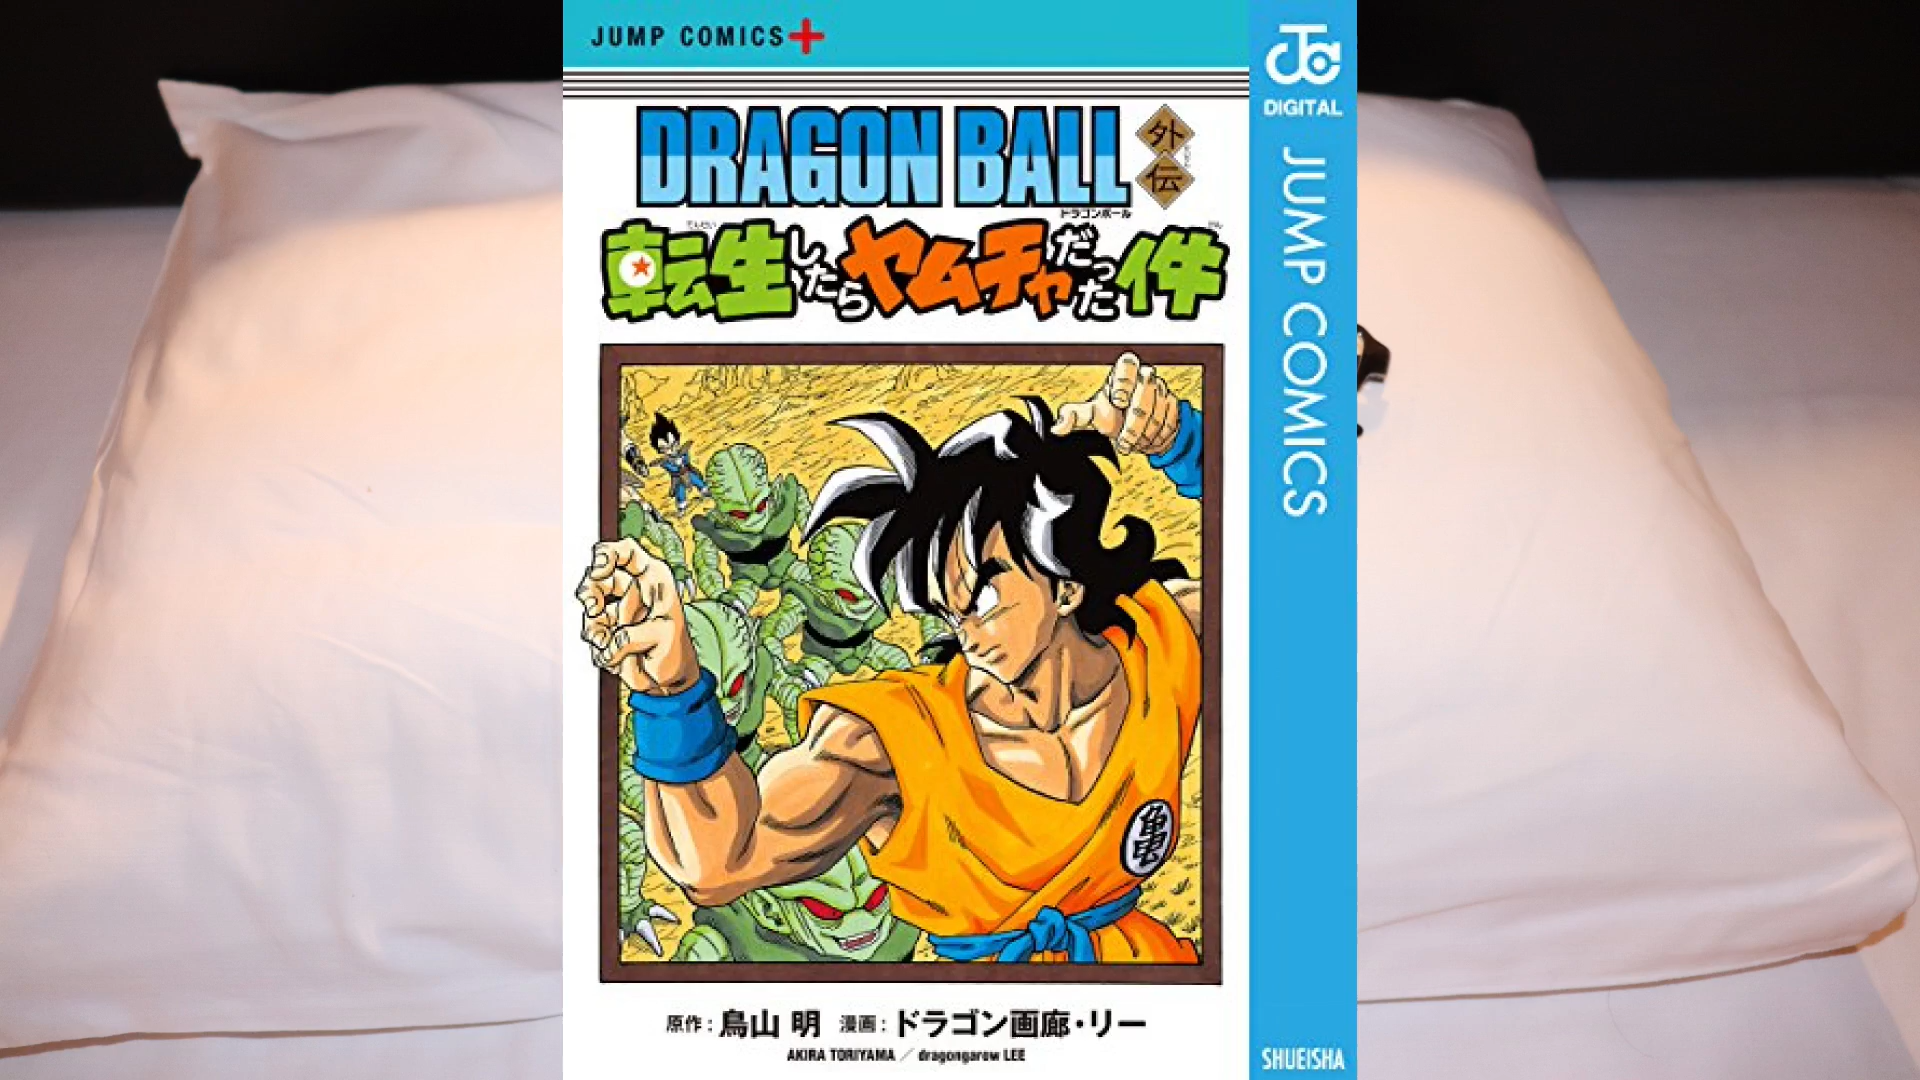 JUMP COMICS+
DRAGON BALL
外伝
ドラゴンボール
転生したらヤムチャだった件
亀
原作：鳥山 明 漫画：ドラゴン画廊・リー
AKIRA TORIYAMA ／ dragongarow LEE
DIGITAL
JUMP COMICS
SHUEISHA